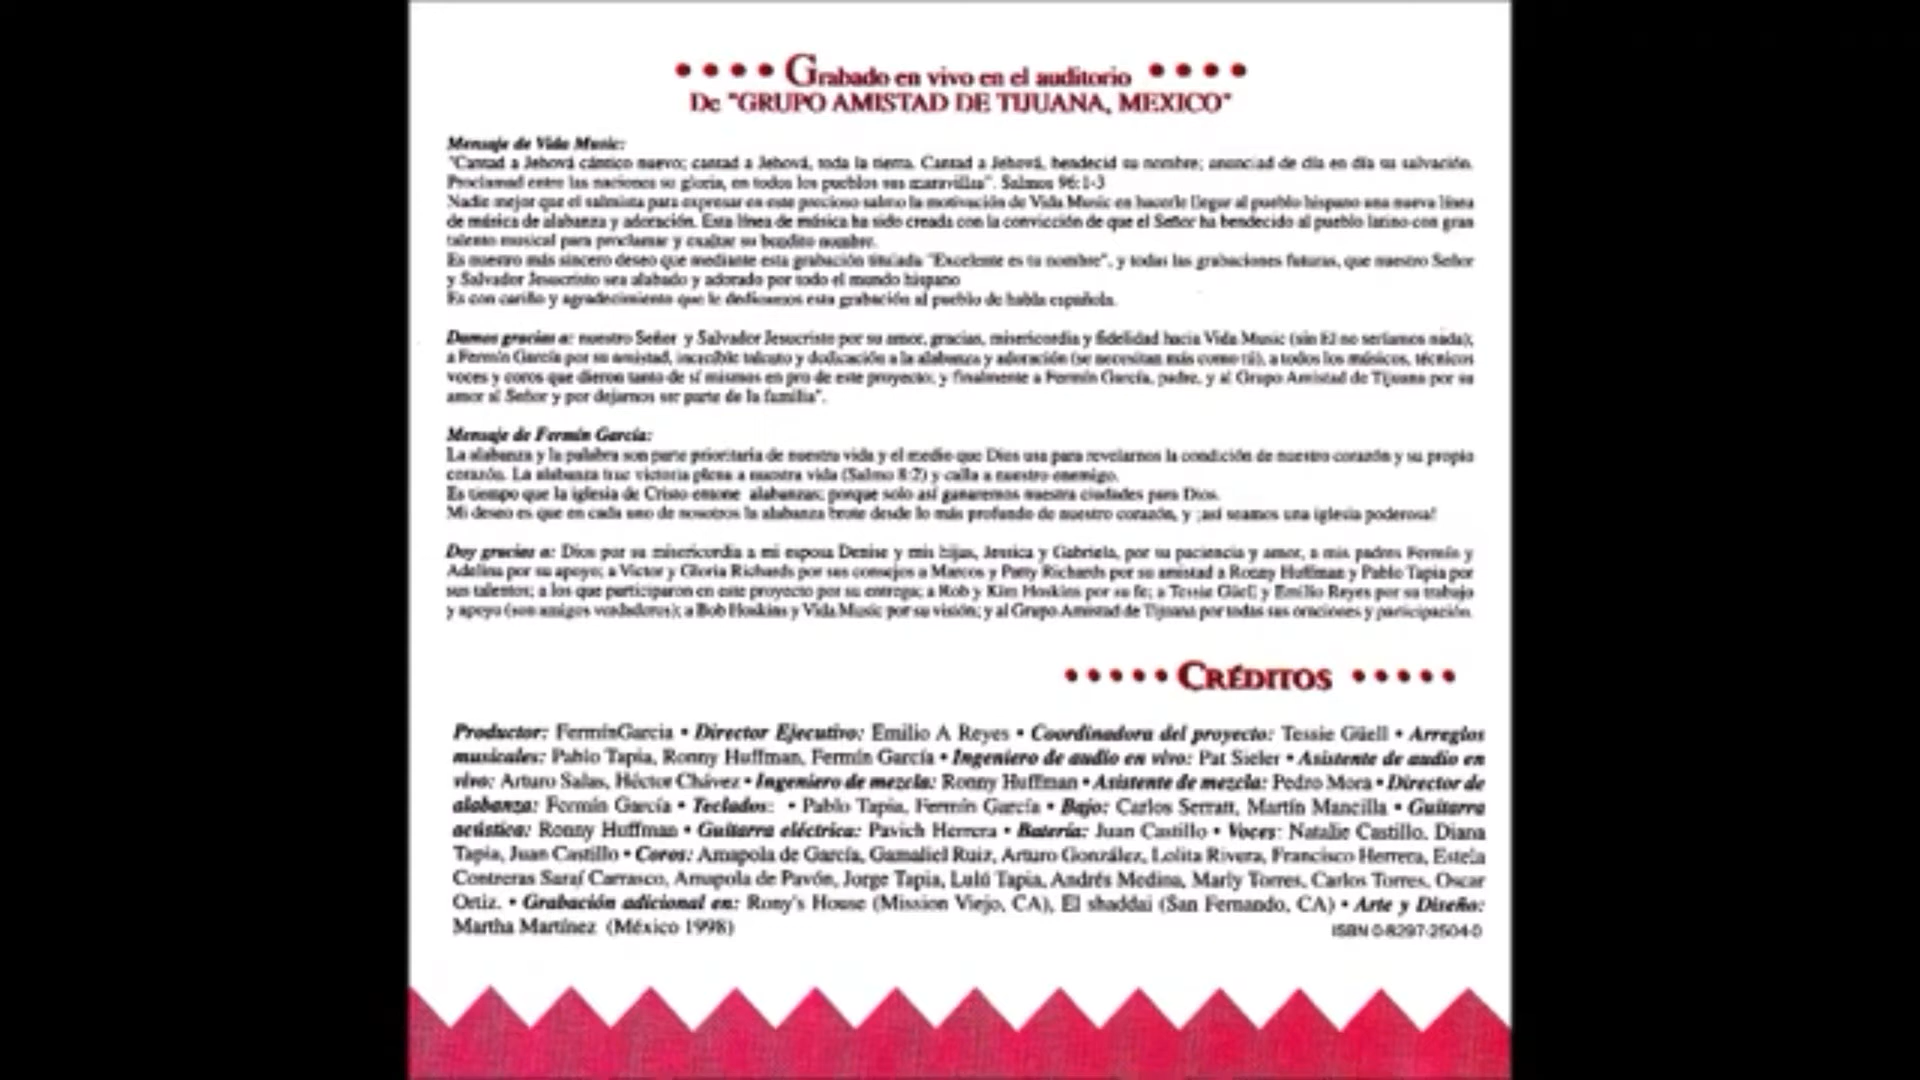 Grabado en vivo en el auditorio
De "GRUPO AMISTAD DE TIJUANA, MEXICO"
Mensaje de Vida Music:
"Cantad a Jehová cántico nuevo; cantad a Jehová, toda la tierra. Cantad a Jehová, bendecid su nombre; anunciad de día en día su salvación.
Proclamad entre las naciones su gloria, en todos los pueblos sus maravillas". Salmos 96:1-3
Nadie mejor que el salmista para expresar en este precioso salmo la motivación de Vida Music en hacerle llegar al pueblo hispano una nueva línea
de música de alabanza y adoración. Esta línea de música ha sido creada con la convicción de que el Señor ha bendecido al pueblo latino con gran
talento musical para proclamar y exaltar su bendito nombre.
Es nuestro más sincero deseo que mediante esta grabación titulada "Excelente es tu nombre", y todas las grabaciones futuras, que nuestro Señor
y Salvador Jesucristo sea alabado y adorado por todo el mundo hispano
Es con cariño y agradecimiento que le dedicamos esta grabación al pueblo de habla española.
Damos gracias a: nuestro Señor y Salvador Jesucristo por su amor, gracias, misericordia y fidelidad hacia Vida Music (sin El no seríamos nada);
a Fermín García por su amistad, increíble talento y dedicación a la alabanza y adoración (se necesitan más como tú), a todos los músicos, técnicos
voces y coros que dieron tanto de sí mismos en pro de este proyecto; y finalmente a Fermín García, padre, y al Grupo Amistad de Tijuana por su
amor al Señor y por dejarnos ser parte de la familia".
Mensaje de Fermín García:
La alabanza y la palabra son parte prioritaria de nuestra vida y el medio que Dios usa para revelarnos la condición de nuestro corazón y su propio
corazón. La alabanza trae victoria plena a nuestra vida (Salmo 8:2) y calla a nuestro enemigo.
Es tiempo que la iglesia de Cristo entone alabanzas; porque solo así ganaremos nuestra ciudades para Dios.
Mi deseo es que en cada uno de nosotros la alabanza brote desde lo más profundo de nuestro corazón, y ¡así seamos una iglesia poderosa!
Doy gracias a: Dios por su misericordia a mi esposa Denise y mis hijas, Jessica y Gabriela, por su paciencia y amor, a mis padres Fermín y
Adelina por su apoyo; a Victor y Gloria Richards por sus consejos a Marcos y Patty Richards por su amistad a Ronny Huffman y Pablo Tapia por
sus talentos; a los que participaron en este proyecto por su entrega; a Rob y Kim Hoskins por su fe; a Tessie Güell y Emilio Reyes por su trabajo
y apoyo (son amigos verdaderos); a Bob Hoskins y Vida Music por su visión; y al Grupo Amistad de Tijuana por todas sus oraciones y participación.
CRÉDITOS
Productor: FermínGarcia • Director Ejecutivo: Emilio A Reyes • Coordinadora del proyecto: Tessie Güell • Arreglos
musicales: Pablo Tapia, Ronny Huffman, Fermín García • Ingeniero de audio en vivo: Pat Sieler • Asistente de audio en
vivo: Arturo Salas, Héctor Chávez • Ingeniero de mezcla: Ronny Huffman • Asistente de mezcla: Pedro Mora • Director de
alabanza: Fermín García • Teclados: • Pablo Tapia, Fermín García • Bajo: Carlos Serratt, Martín Mancilla • Guitarra
acústica: Ronny Huffman • Guitarra eléctrica: Pavich Herrera • Batería: Juan Castillo • Voces: Natalie Castillo, Diana
Tapia, Juan Castillo • Coros: Amapola de García, Gamaliel Ruiz, Arturo González, Lolita Rivera, Francisco Herrera, Estela
Contreras Saraí Carrasco, Amapola de Pavón, Jorge Tapia, Lulú Tapia, Andrés Medina, Marly Torres, Carlos Torres, Oscar
Ortiz. • Grabación adicional en: Rony's House (Mission Viejo, CA), El shaddai (San Fernando, CA) • Arte y Diseño:
Martha Martínez (México 1998)
ISBN 0-8297-2504-0